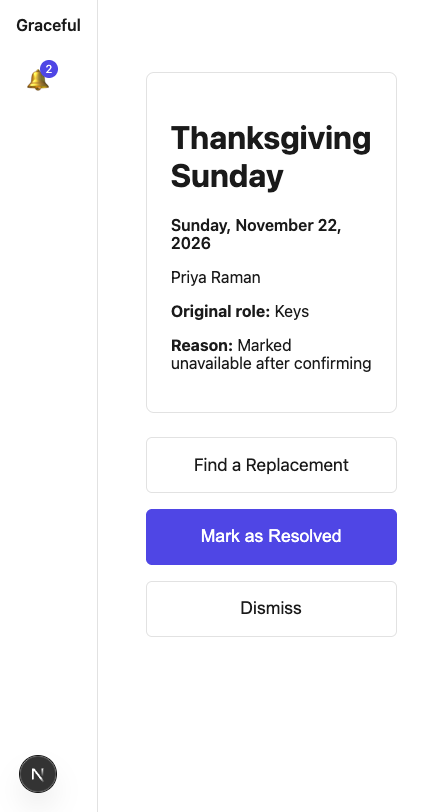 Graceful
2
Thanksgiving
Sunday
Sunday, November 22,
2026
Priya Raman
Original role: Keys
Reason: Marked
unavailable after confirming
Find a Replacement
Mark as Resolved
Dismiss
N